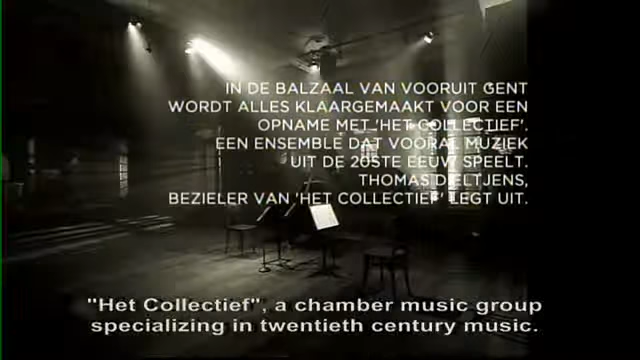 IN DE BALZAAL VAN VOORUIT GENT
WORDT ALLES KLAARGEMAAKT VOOR EEN
OPNAME MET 'HET COLLECTIEF'.
EEN ENSEMBLE DAT VOORAL MUZIEK
UIT DE 20STE EEUW SPEELT.
THOMAS DIELTJENS,
BEZIELER VAN 'HET COLLECTIEF' LEGT UIT.
"Het Collectief", a chamber music group
specializing in twentieth century music.